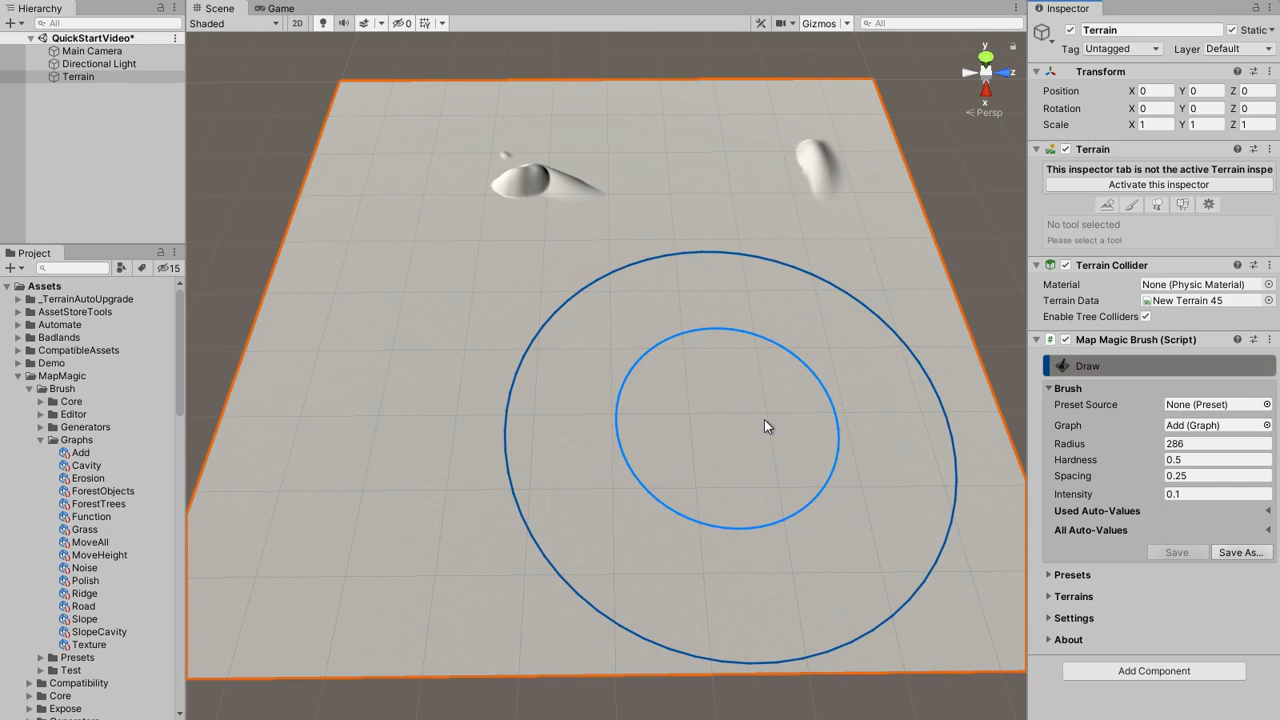 Hierarchy
All
QuickStartVideo*
Main Camera
Directional Light
Terrain
Project
15
Assets
_TerrainAutoUpgrade
AssetStoreTools
Automate
Badlands
CompatibleAssets
Demo
MapMagic
Brush
Core
Editor
Generators
Graphs
Add
Cavity
Erosion
ForestObjects
ForestTrees
Function
Grass
MoveAll
MoveHeight
Noise
Polish
Ridge
Road
Slope
SlopeCavity
Texture
Presets
Test
Compatibility
Core
Expose
Scene
Game
Shaded
2D
0
Gizmos
All
y
z
x
Persp
Inspector
Terrain
Static
Tag Untagged
Layer Default
Transform
Position X 0 Y 0 Z 0
Rotation X 0 Y 0 Z 0
Scale X 1 Y 1 Z 1
Terrain
This inspector tab is not the active Terrain inspe
Activate this inspector
No tool selected
Please select a tool
Terrain Collider
Material None (Physic Material)
Terrain Data New Terrain 45
Enable Tree Colliders
Map Magic Brush (Script)
Draw
Brush
Preset Source None (Preset)
Graph Add (Graph)
Radius 286
Hardness 0.5
Spacing 0.25
Intensity 0.1
Used Auto-Values
All Auto-Values
Save
Save As...
Presets
Terrains
Settings
About
Add Component